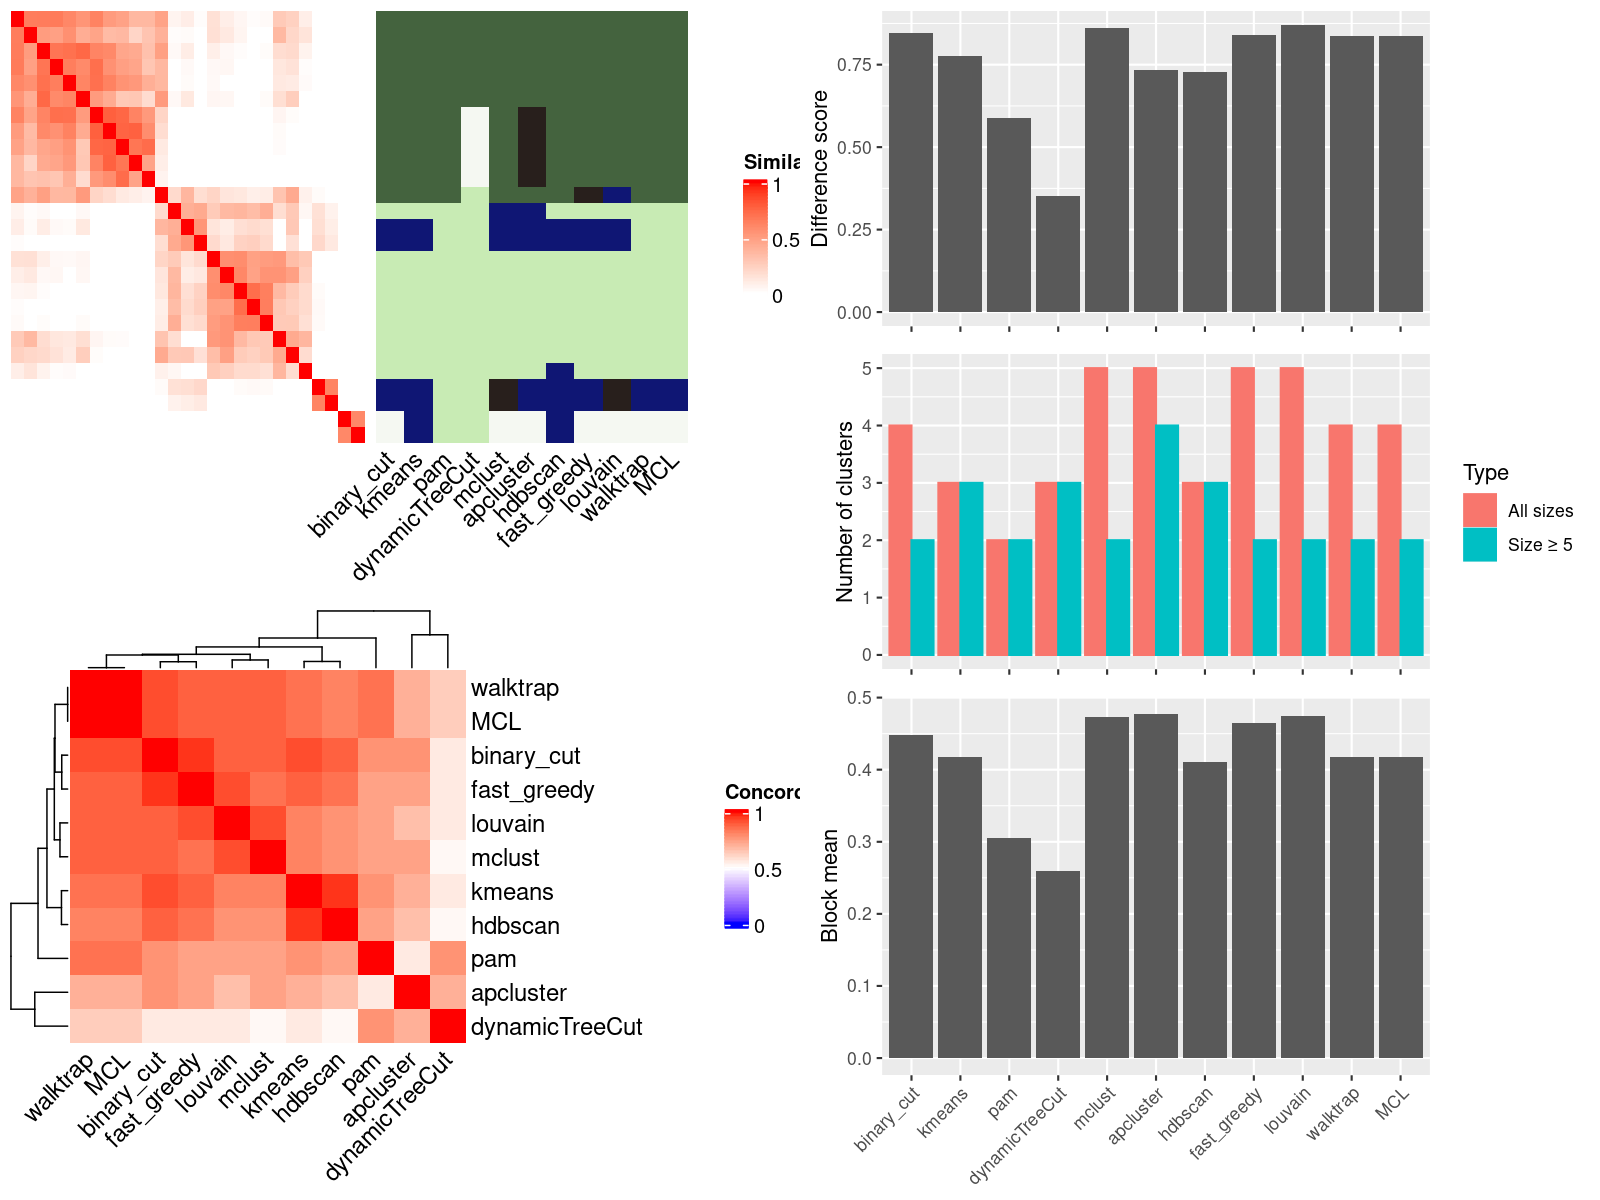 Simila
1
0.5
0
binary_cut
kmeans
pam
dynamicTreeCut
mclust
apcluster
hdbscan
fast_greedy
louvain
walktrap
MCL
walktrap
MCL
binary_cut
fast_greedy
louvain
mclust
kmeans
hdbscan
pam
apcluster
dynamicTreeCut
walktrap
MCL
binary_cut
fast_greedy
louvain
mclust
kmeans
hdbscan
pam
apcluster
dynamicTreeCut
Concord
1
0.5
0
Difference score
0.75
0.50
0.25
0.00
Number of clusters
5
4
3
2
1
0
Type
All sizes
Size ≥ 5
Block mean
0.5
0.4
0.3
0.2
0.1
0.0
binary_cut
kmeans
pam
dynamicTreeCut
mclust
apcluster
hdbscan
fast_greedy
louvain
walktrap
MCL